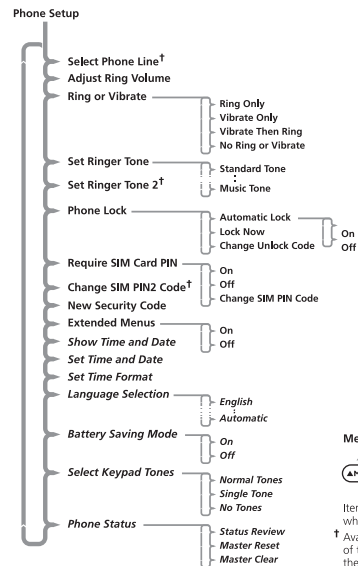 Phone Setup
Select Phone Line†
Adjust Ring Volume
Ring or Vibrate
Ring Only
Vibrate Only
Vibrate Then Ring
No Ring or Vibrate
Set Ringer Tone
Standard Tone
Set Ringer Tone 2†
Music Tone
Phone Lock
Automatic Lock
Lock Now
Change Unlock Code
On
Off
Require SIM Card PIN
On
Off
Change SIM PIN Code
Change SIM PIN2 Code†
New Security Code
Extended Menus
On
Off
Show Time and Date
Set Time and Date
Set Time Format
Language Selection
English
Automatic
Battery Saving Mode
On
Off
Select Keypad Tones
Normal Tones
Single Tone
No Tones
Phone Status
Status Review
Master Reset
Master Clear
Me
Iter
wh
† Ava
of t
the